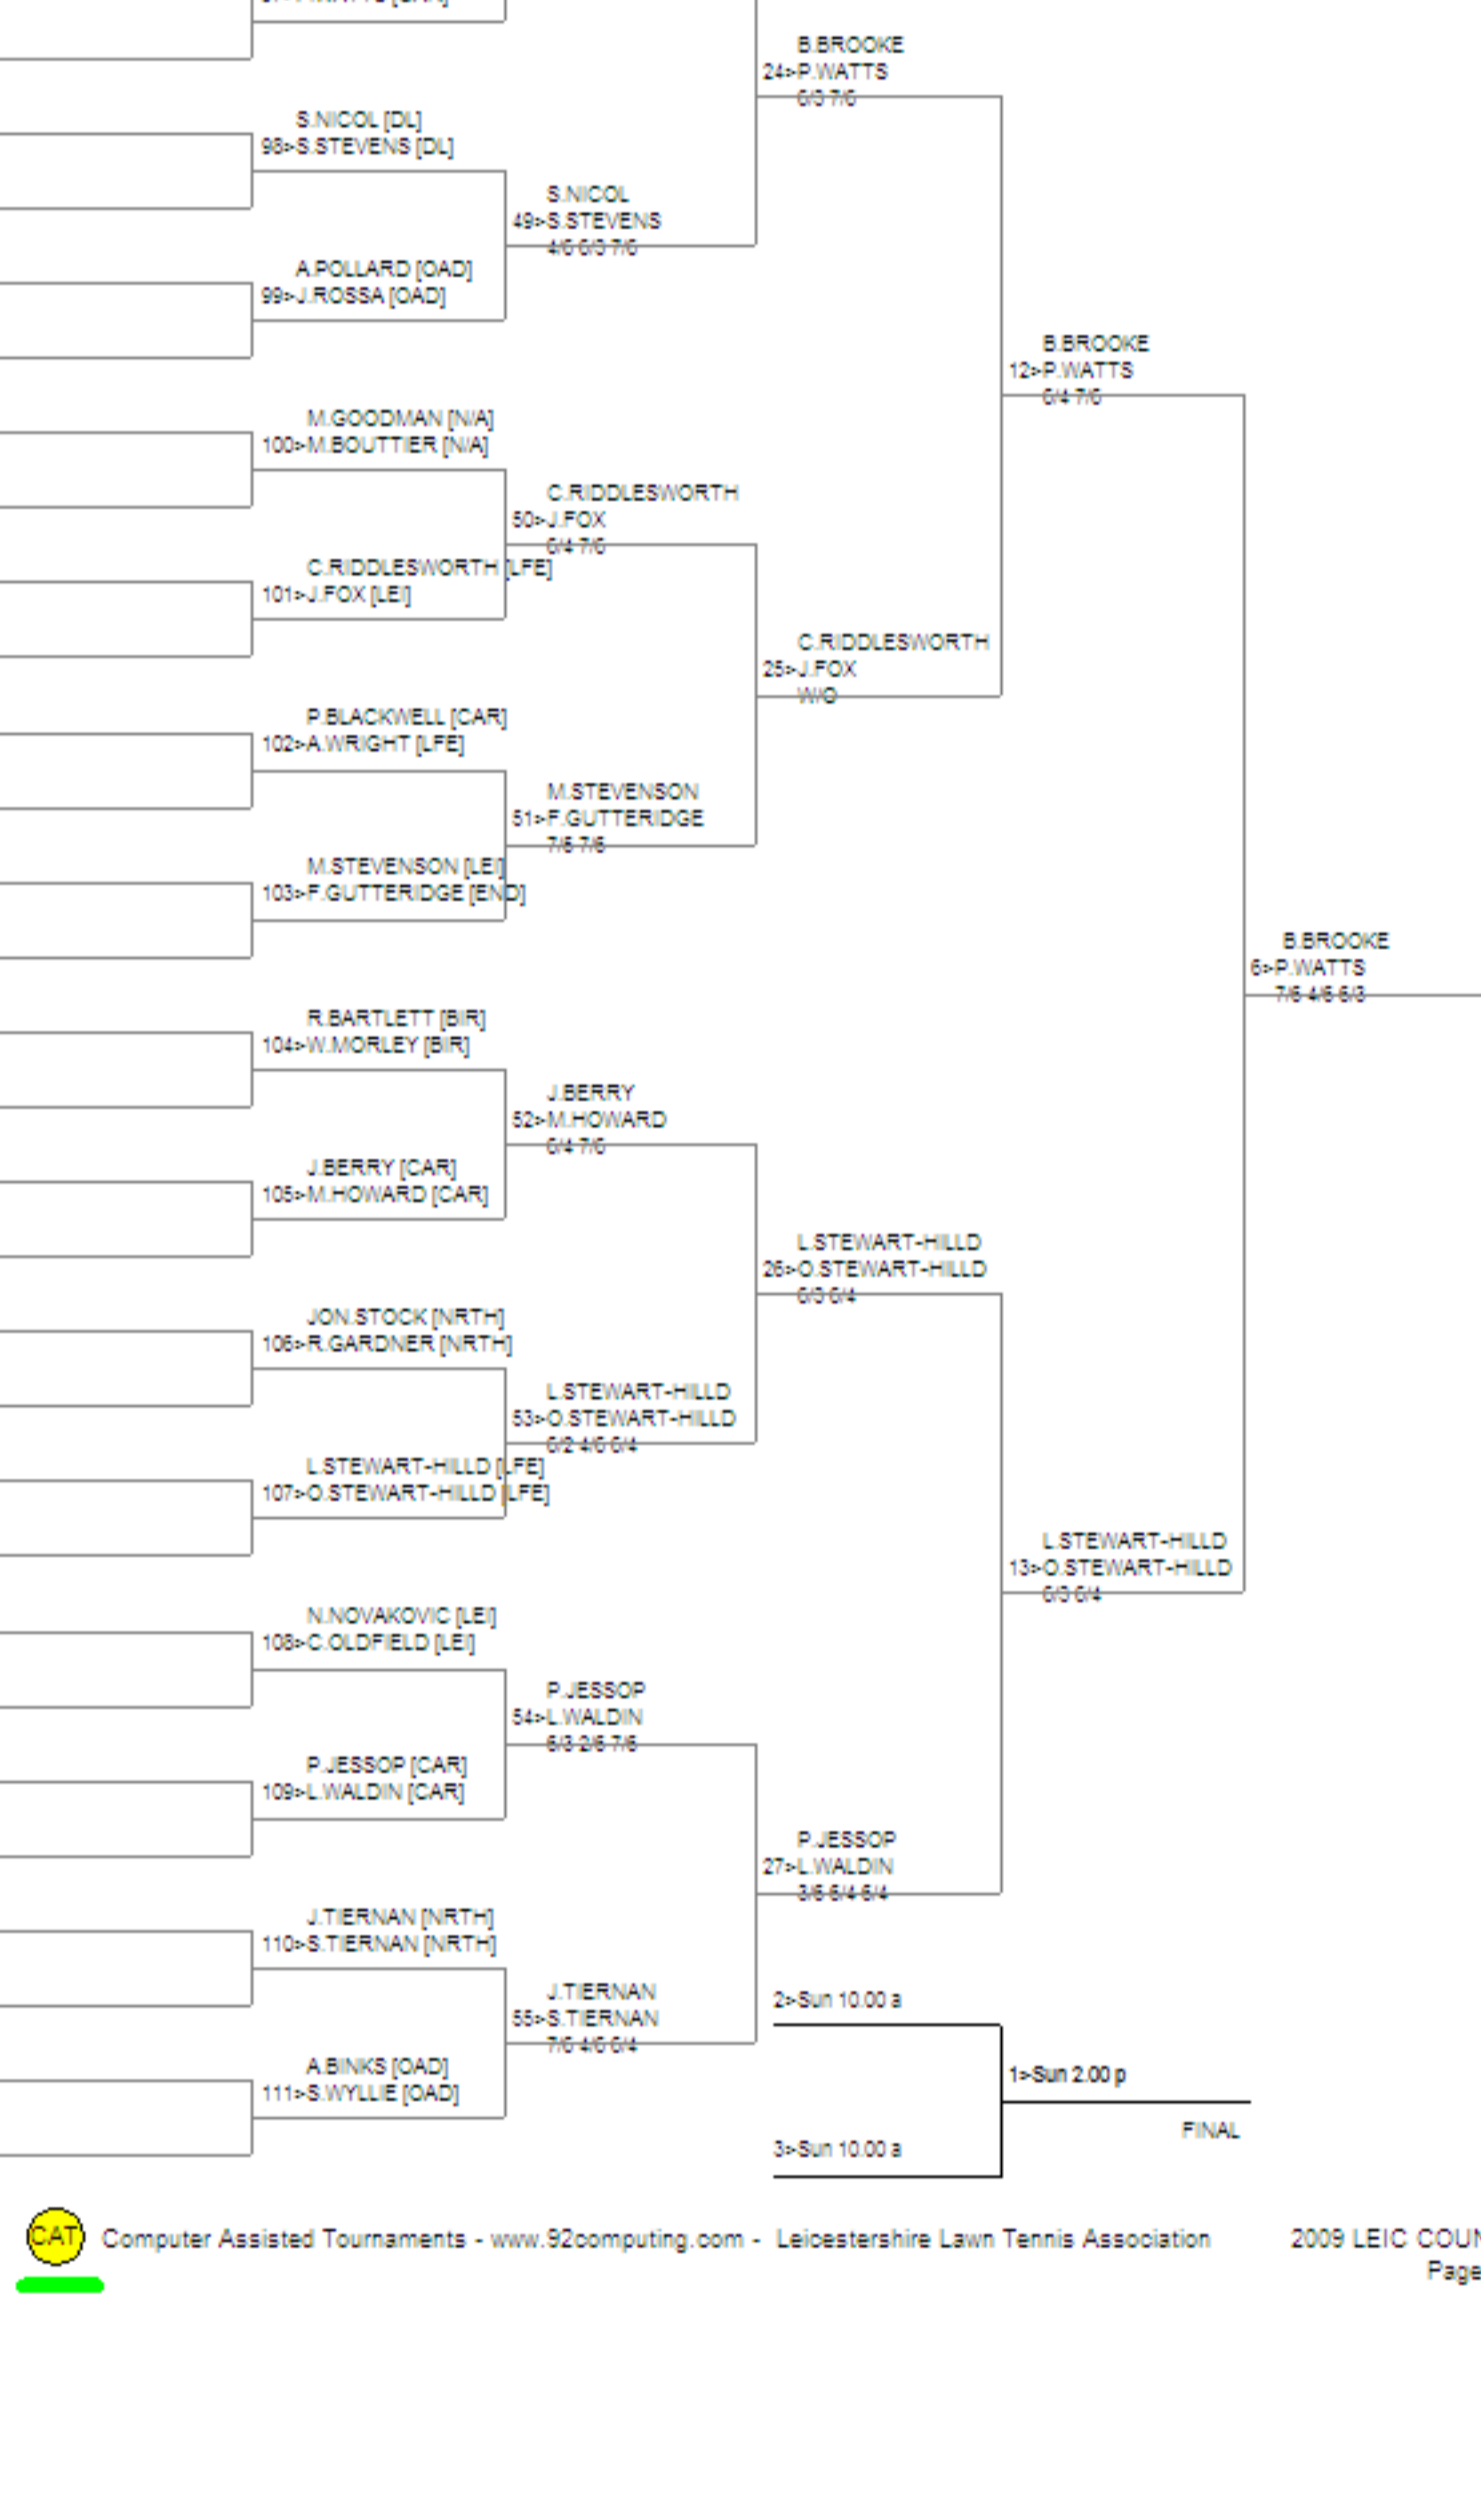 B.BROOKE
24>P.WATTS
6/3 7/6
S.NICOL [DL]
98>S.STEVENS [DL]
S.NICOL
49>S.STEVENS
4/6 6/3 7/6
A.POLLARD [OAD]
99>J.ROSSA [OAD]
B.BROOKE
12>P.WATTS
6/4 7/6
M.GOODMAN [N/A]
100>M.BOUTTIER [N/A]
C.RIDDLESWORTH
50>J.FOX
6/4 7/6
C.RIDDLESWORTH [LFE]
101>J.FOX [LEI]
C.RIDDLESWORTH
25>J.FOX
W/O
P.BLACKWELL [CAR]
102>A.WRIGHT [LFE]
M.STEVENSON
51>F.GUTTERIDGE
M.STEVENSON [LEI]
103>F.GUTTERIDGE [END]
B.BROOKE
6>P.WATTS
7/6 4/6 6/3
R.BARTLETT [BIR]
104>W.MORLEY [BIR]
J.BERRY
52>M.HOWARD
6/4 7/6
J.BERRY [CAR]
105>M.HOWARD [CAR]
L.STEWART-HILLD
26>O.STEWART-HILLD
6/3 6/4
JON.STOCK [NRTH]
106>R.GARDNER [NRTH]
L.STEWART-HILLD
53>O.STEWART-HILLD
6/2 4/6 6/4
L.STEWART-HILLD [LFE]
107>O.STEWART-HILLD [LFE]
L.STEWART-HILLD
13>O.STEWART-HILLD
6/3 6/4
N.NOVAKOVIC [LEI]
108>C.OLDFIELD [LEI]
P.JESSOP
54>L.WALDIN
6/3 2/6 7/6
P.JESSOP [CAR]
109>L.WALDIN [CAR]
P.JESSOP
27>L.WALDIN
3/6 6/4 6/4
J.TIERNAN [NRTH]
110>S.TIERNAN [NRTH]
J.TIERNAN
55>S.TIERNAN
7/6 4/6 6/4
A.BINKS [OAD]
111>S.WYLLIE [OAD]
2>Sun 10.00 a
1>Sun 2.00 p
FINAL
3>Sun 10.00 a
CAT Computer Assisted Tournaments - www.92computing.com - Leicestershire Lawn Tennis Association 2009 LEIC COUN
Page